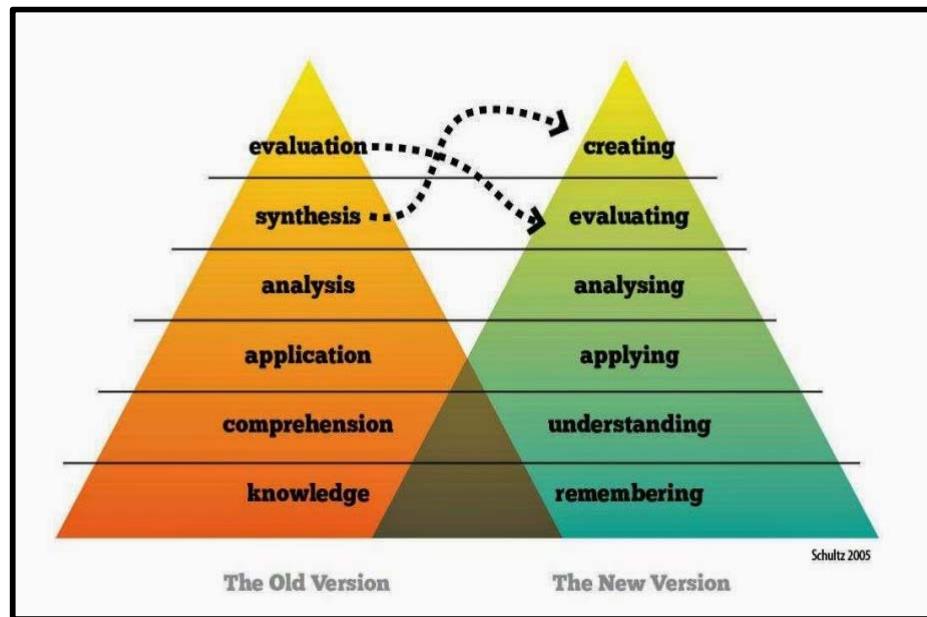 evaluation
creating
synthesis
evaluating
analysis
analysing
application
applying
comprehension
understanding
knowledge
remembering
Schultz 2005
The Old Version
The New Version